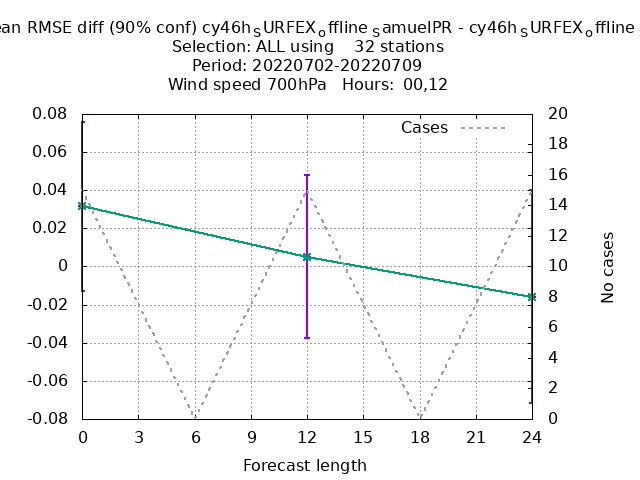 ean RMSE diff (90% conf) cy46hSURFEXoffline SamuelPR - cy46hSURFEXoffline
Selection: ALL using 32 stations
Period: 20220702-20220709
Wind speed 700hPa Hours: 00,12
Cases
0.08
0.06
0.04
0.02
0
-0.02
-0.04
-0.06
-0.08
20
18
16
14
12
10
8
6
4
2
0
No cases
0 3 6 9 12 15 18 21 24
Forecast length